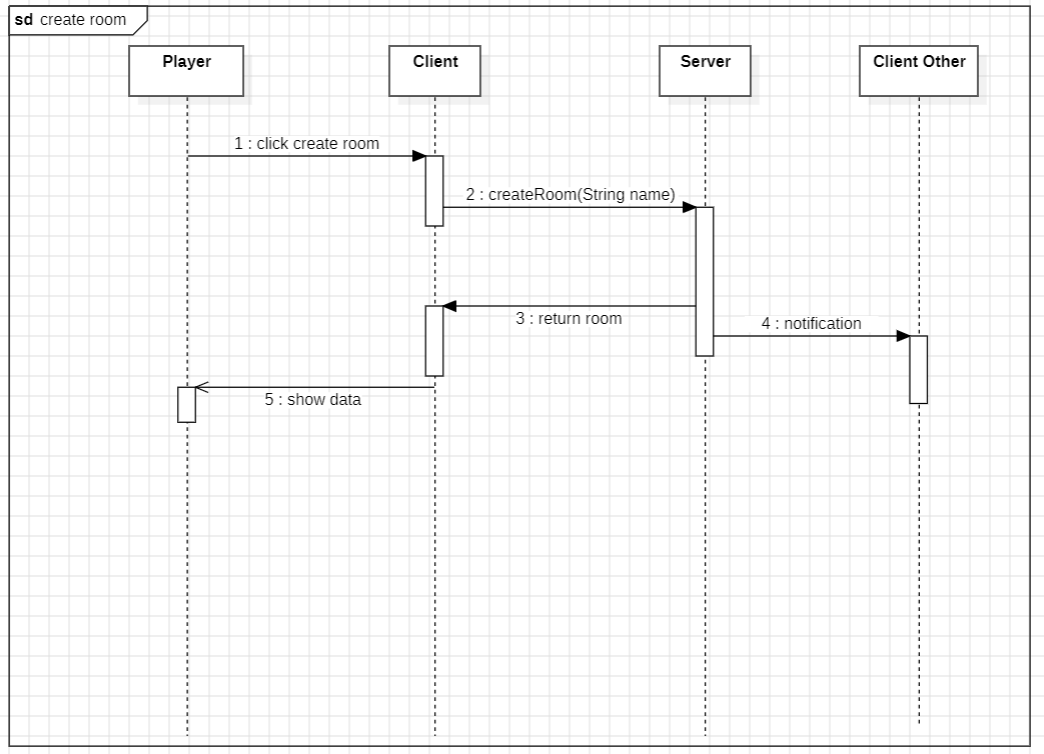 sd create room
Player
Client
Server
Client Other
1 : click create room
2 : createRoom(String name)
3 : return room
4 : notification
5 : show data